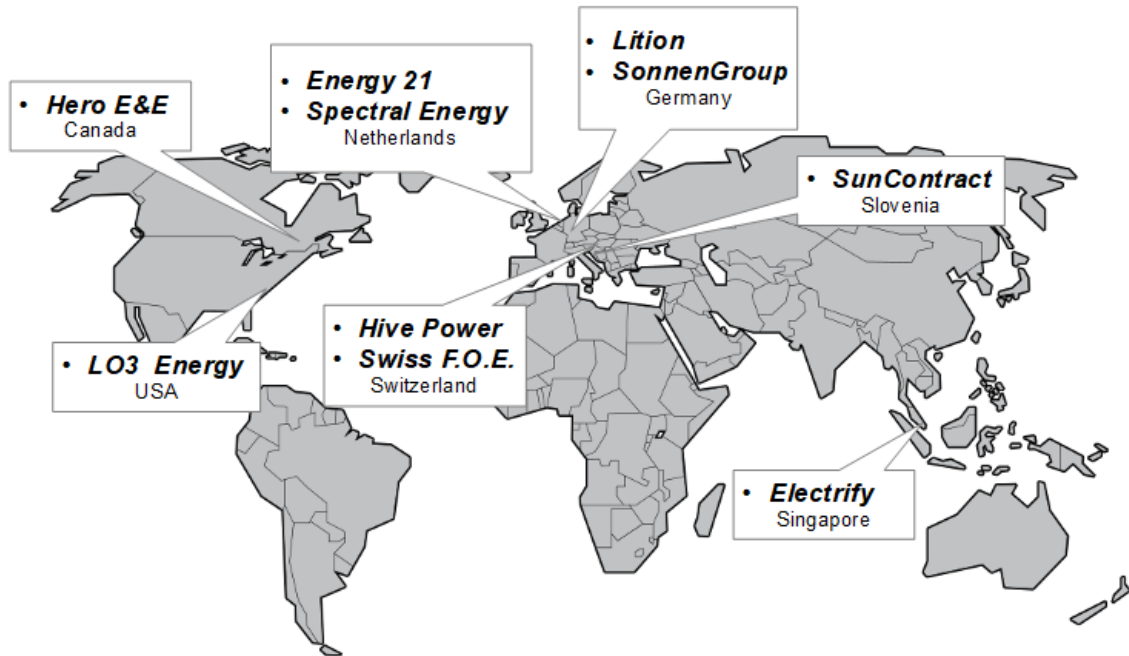 • Lition
• SonnenGroup
Germany
• Energy 21
• Spectral Energy
Netherlands
• Hero E&E
Canada
• SunContract
Slovenia
• Hive Power
• Swiss F.O.E.
Switzerland
• LO3 Energy
USA
• Electrify
Singapore